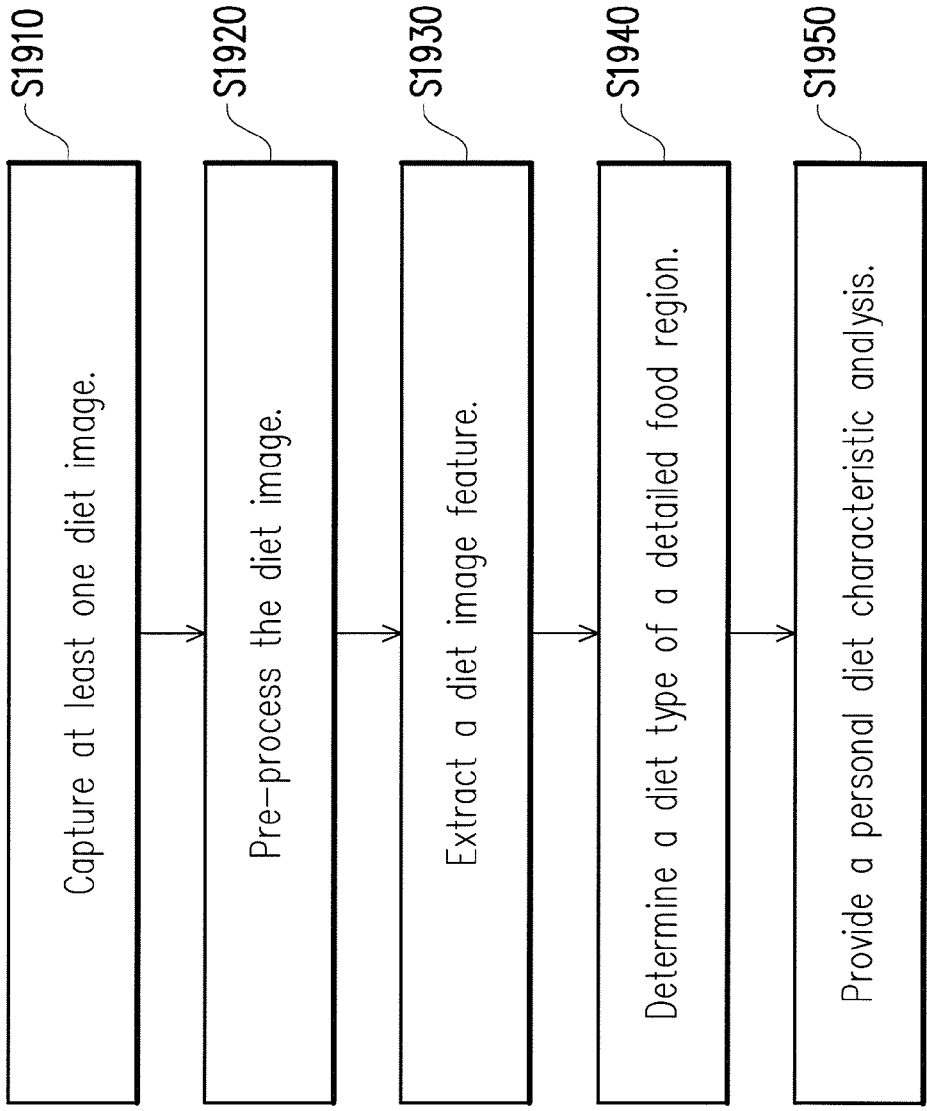 Capture at least one diet image.
S1910
Pre-process the diet image.
S1920
Extract a diet image feature.
S1930
Determine a diet type of a detailed food region.
S1940
Provide a personal diet characteristic analysis.
S1950